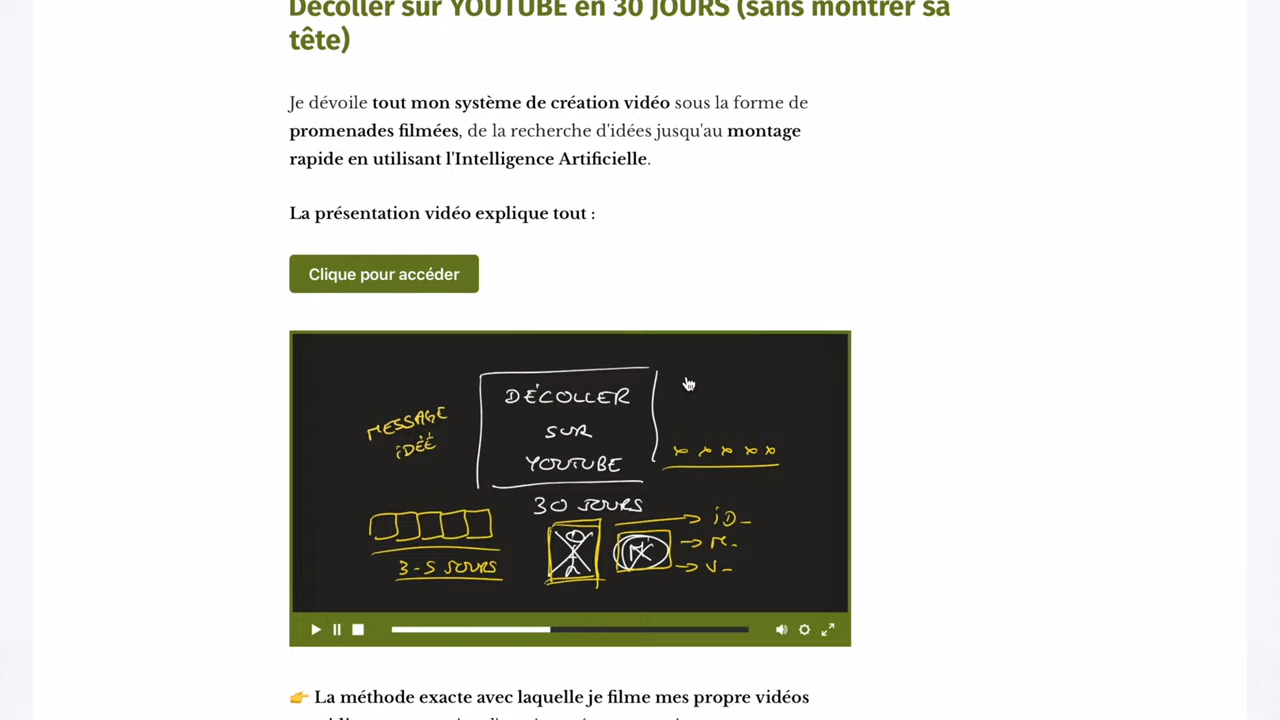 Décoller sur YOUTUBE en 30 JOURS (sans montrer sa
tête)
Je dévoile tout mon système de création vidéo sous la forme de
promenades filmées, de la recherche d'idées jusqu'au montage
rapide en utilisant l'Intelligence Artificielle.
La présentation vidéo explique tout :
Clique pour accéder
MESSAGE
iDÉE
DÉCOLLER
SUR
YOUTUBE
30 JOURS
3-5 JOURS
👉 La méthode exacte avec laquelle je filme mes propre vidéos